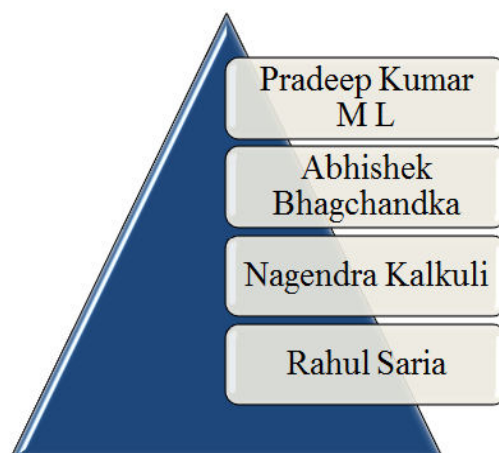 Pradeep Kumar
M L
Abhishek
Bhagchandka
Nagendra Kalkuli
Rahul Saria